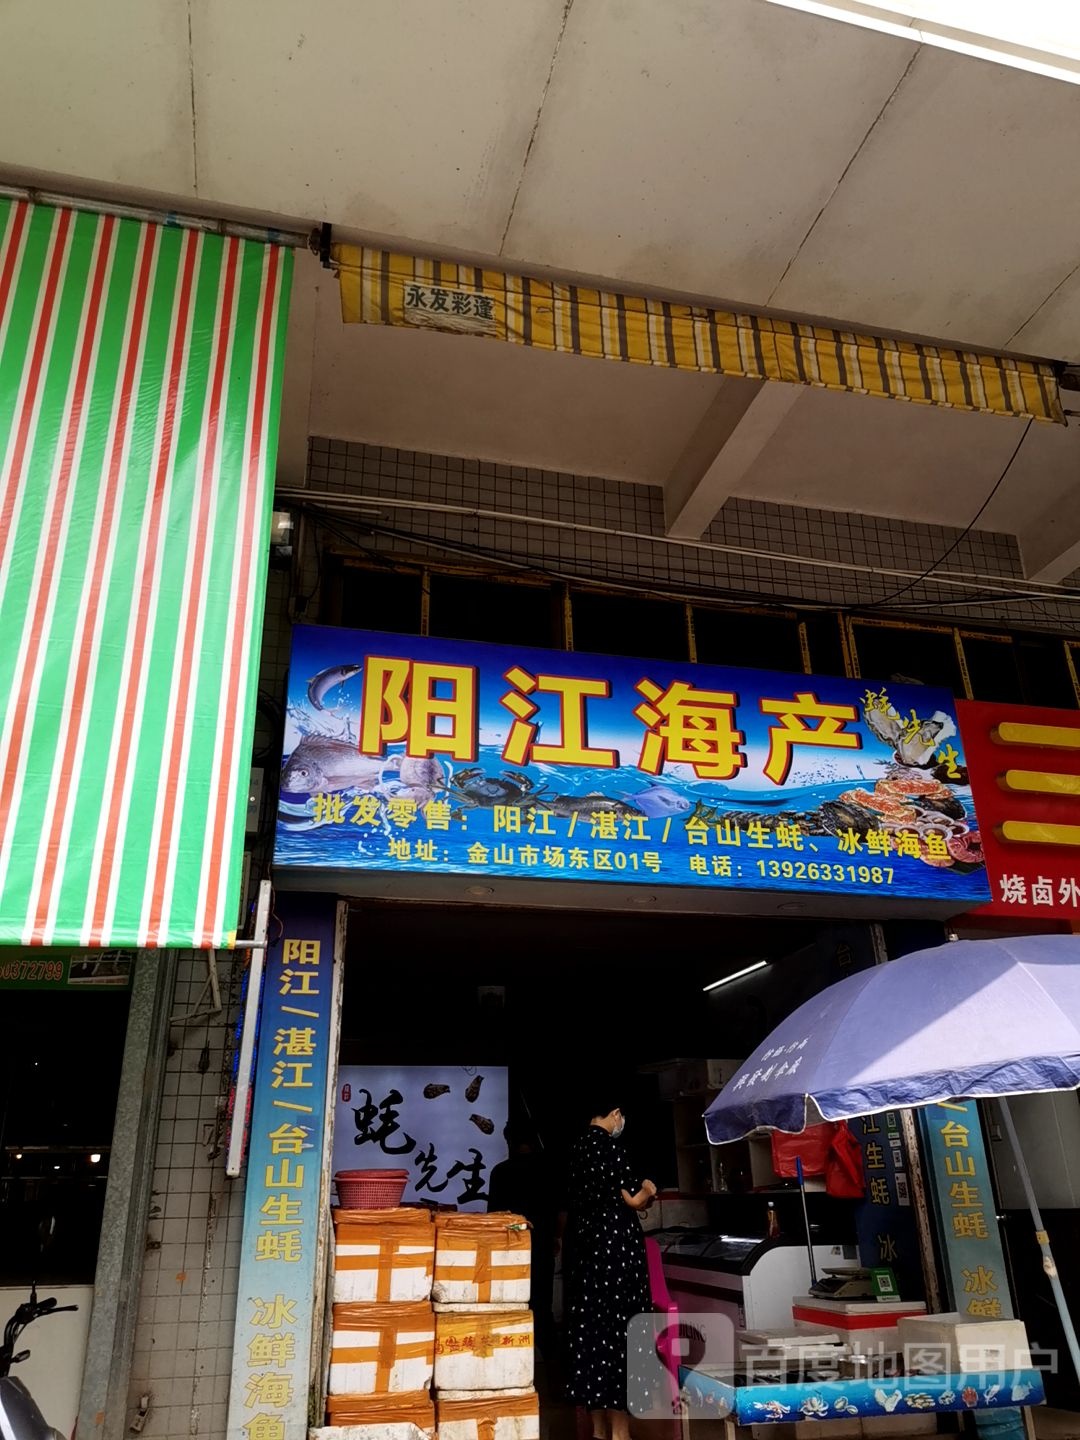 永发彩蓬
阳江海产
蚝先生
批发零售：阳江/湛江/台山生蚝、冰鲜海鱼
地址：金山市场东区01号 电话：13926331987
烧卤外
0372799
阳江/湛江/台山生蚝 冰鲜海鱼
蚝先生
江生蚝 冰
台山生蚝 冰鲜
百度地图用户